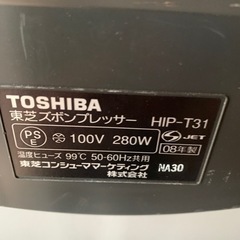 TOSHIBA
東芝ズボンプレッサー HIP-T31
PSE 100V 280W S JET
温度ヒューズ 99℃ 50-60Hz共用 08年製
東芝コンシューママーケティング NA30
株式会社